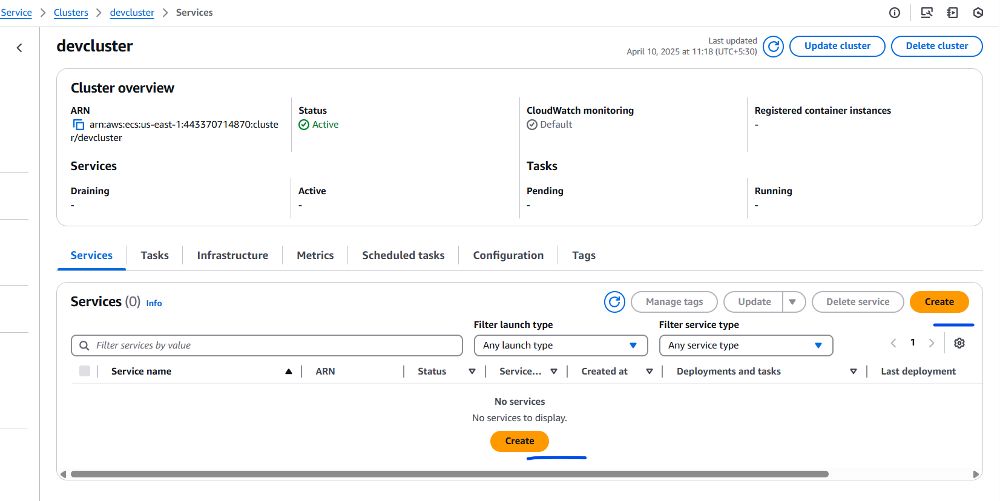 Service > Clusters > devcluster > Services
devcluster
Last updated
April 10, 2025 at 11:18 (UTC+5:30)
Update cluster
Delete cluster
Cluster overview
ARN
arn:aws:ecs:us-east-1:443370714870:cluste
r/devcluster
Status
Active
CloudWatch monitoring
Default
Registered container instances
-
Services
Tasks
Draining
-
Active
-
Pending
-
Running
-
Services Tasks Infrastructure Metrics Scheduled tasks Configuration Tags
Services (0) Info
Manage tags
Update
Delete service
Create
Filter launch type
Filter service type
Filter services by value
Any launch type
Any service type
1
Service name ARN Status Service... Created at Deployments and tasks Last deployment
No services
No services to display.
Create